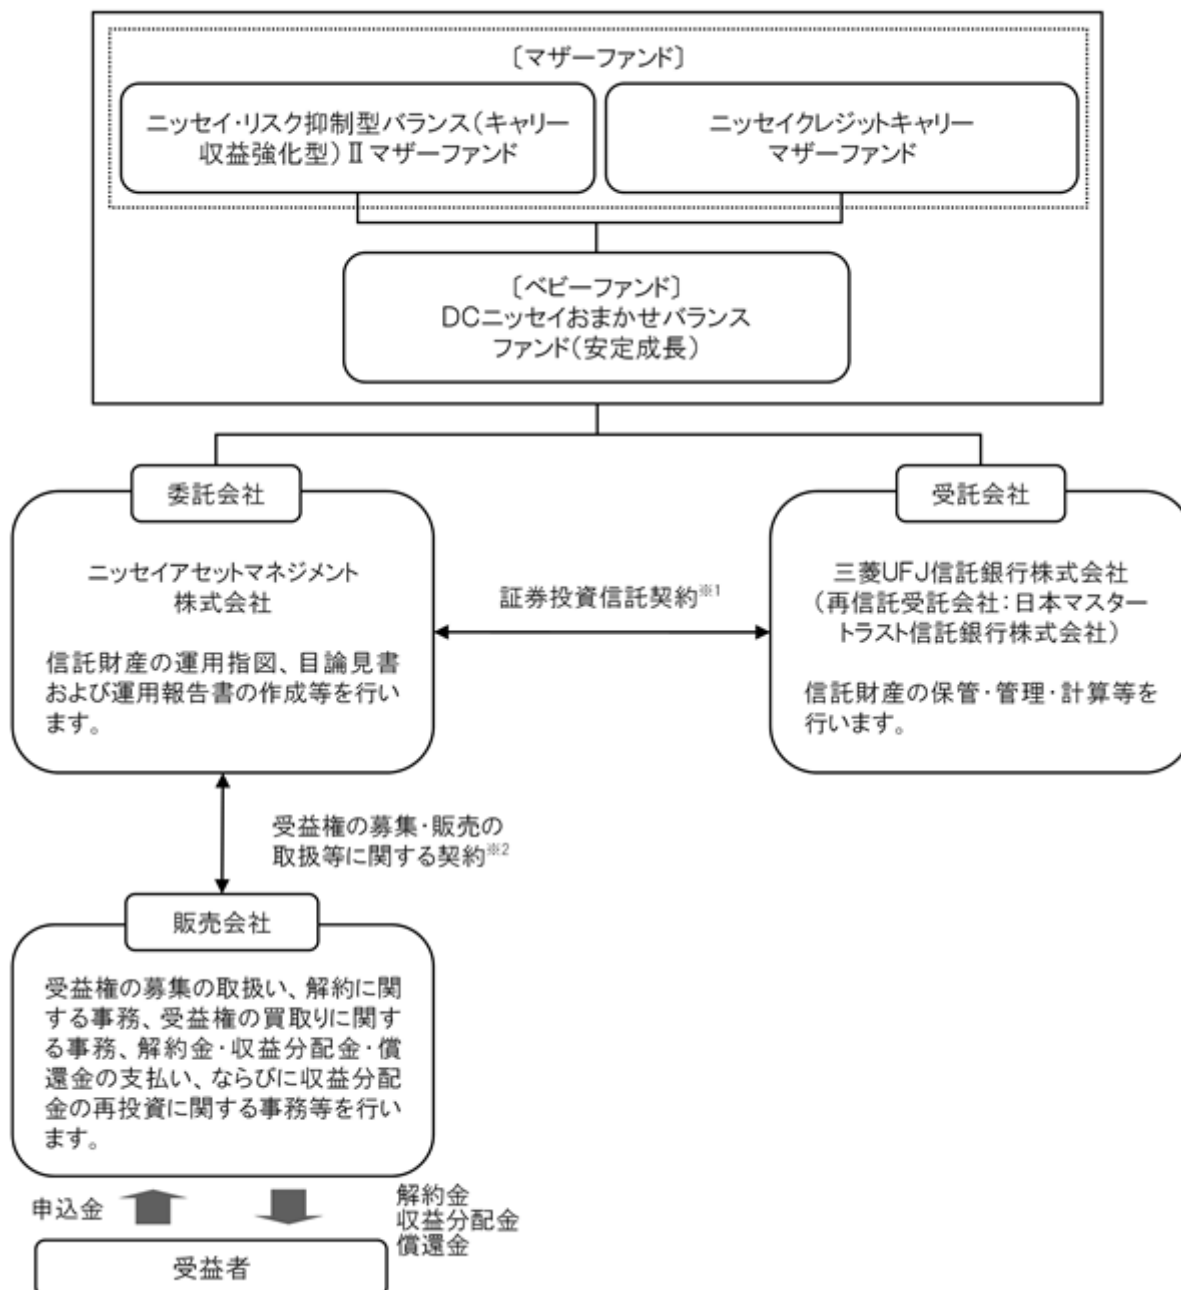 〔マザーファンド〕
ニッセイ・リスク抑制型バランス(キャリー
収益強化型)Ⅱマザーファンド
ニッセイクレジットキャリー
マザーファンド
〔ベビーファンド〕
DCニッセイおまかせバランス
ファンド(安定成長)
委託会社
ニッセイアセットマネジメント
株式会社
信託財産の運用指図、目論見書
および運用報告書の作成等を行い
ます。
証券投資信託契約※1
受託会社
三菱UFJ信託銀行株式会社
(再信託受託会社:日本マスター
トラスト信託銀行株式会社)
信託財産の保管・管理・計算等を
行います。
受益権の募集・販売の
取扱等に関する契約※2
販売会社
受益権の募集の取扱い、解約に関
する事務、受益権の買取りに関す
る事務、解約金・収益分配金・償
還金の支払い、ならびに収益分配
金の再投資に関する事務等を行い
ます。
申込金
解約金
収益分配金
償還金
受益者